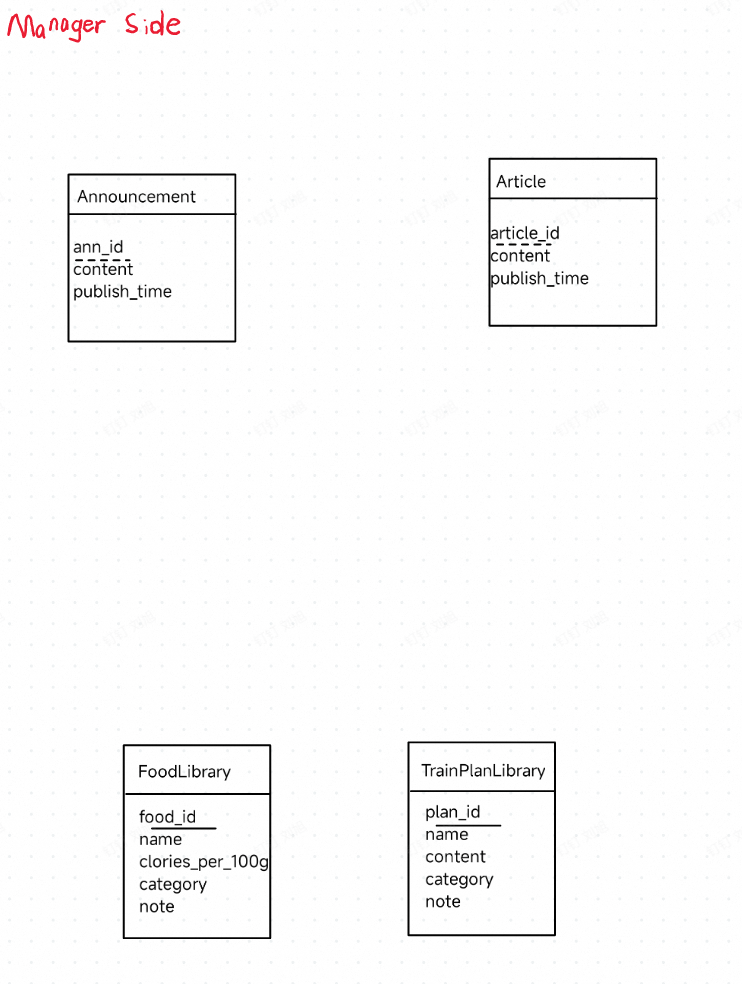 Manager Side
Announcement
ann_id
content
publish_time
Article
article_id
content
publish_time
FoodLibrary
food_id
name
clories_per_100g
category
note
TrainPlanLibrary
plan_id
name
content
category
note